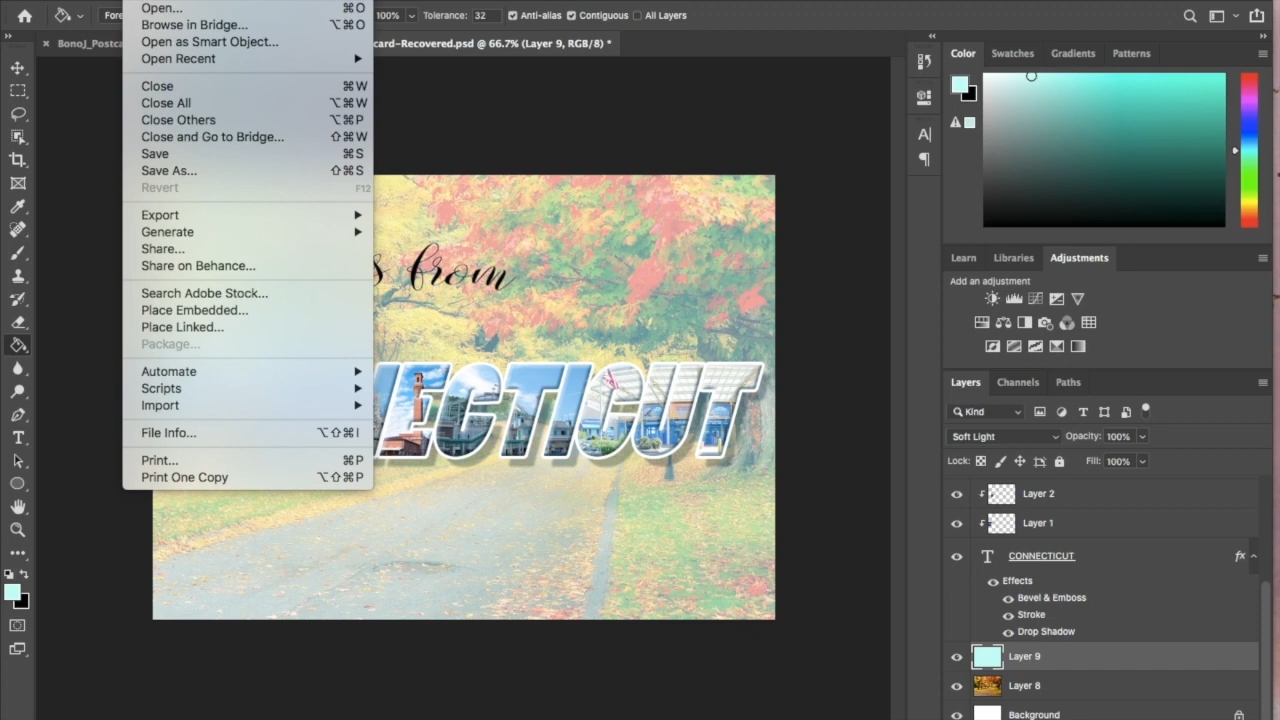 Open... ⌘O
Fore 100% Tolerance: 32 Anti-alias Contiguous All Layers
Browse in Bridge... ⌥⌘O
Open as Smart Object...
BonoJ_Postca card-Recovered.psd @ 66.7% (Layer 9, RGB/8) *
Open Recent
Close ⌘W
Close All ⌥⌘W
Close Others ⌥⌘P
Close and Go to Bridge... ⇧⌘W
Save ⌘S
Save As... ⇧⌘S
Revert F12
Export
Generate
Share...
Share on Behance...
Search Adobe Stock...
Place Embedded...
Place Linked...
Package...
Automate
Scripts
Import
File Info... ⌥⇧⌘I
Print... ⌘P
Print One Copy ⌥⇧⌘P
s from
ECTICUT
Color Swatches Gradients Patterns
Learn Libraries Adjustments
Add an adjustment
Layers Channels Paths
Kind
Soft Light Opacity: 100%
Lock: Fill: 100%
Layer 2
Layer 1
CONNECTICUT fx
Effects
Bevel & Emboss
Stroke
Drop Shadow
Layer 9
Layer 8
Background